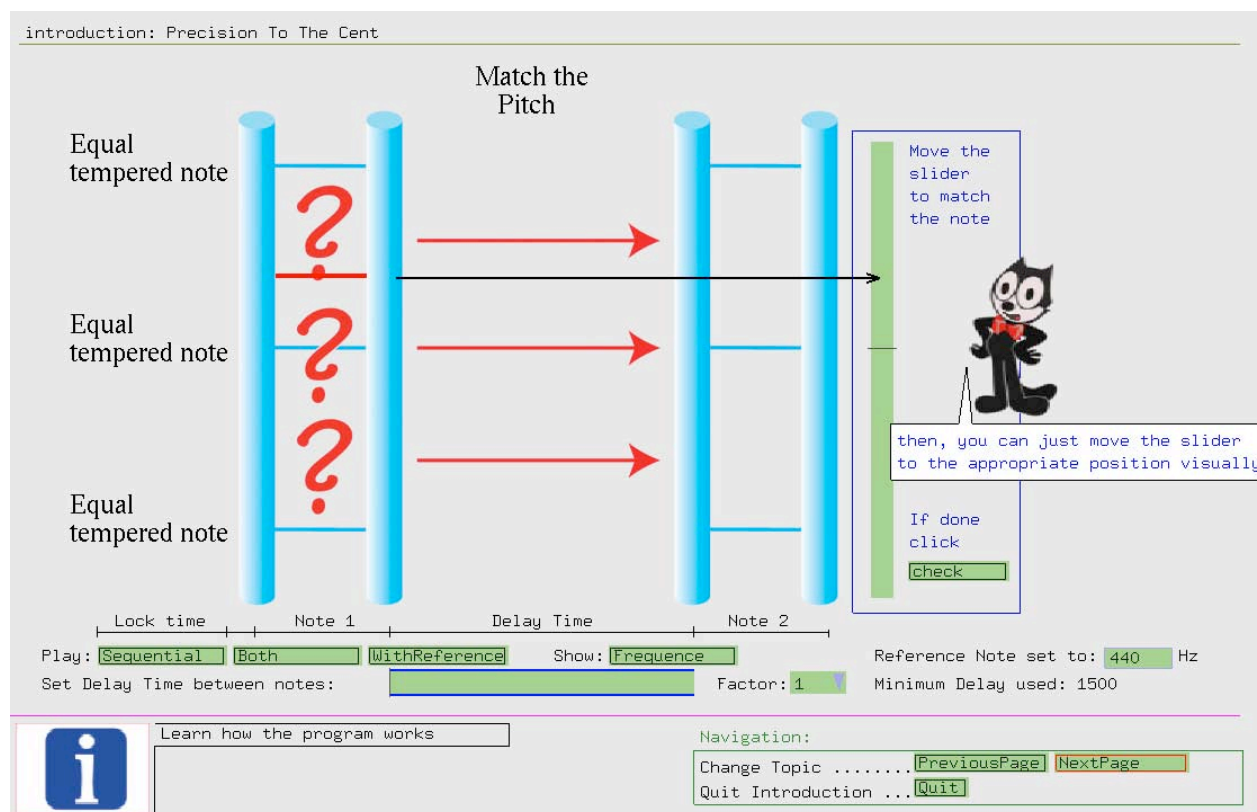 introduction: Precision To The Cent
Match the
Pitch
Equal
tempered note
Equal
tempered note
Equal
tempered note
Move the
slider
to match
the note
then, you can just move the slider
to the appropriate position visually
If done
click
check
Lock time Note 1 Delay Time Note 2
Play: Sequential Both WithReference Show: Frequence Reference Note set to: 440 Hz
Set Delay Time between notes: Factor: 1 Minimum Delay used: 1500
Learn how the program works
Navigation:
Change Topic ........ PreviousPage NextPage
Quit Introduction ... Quit